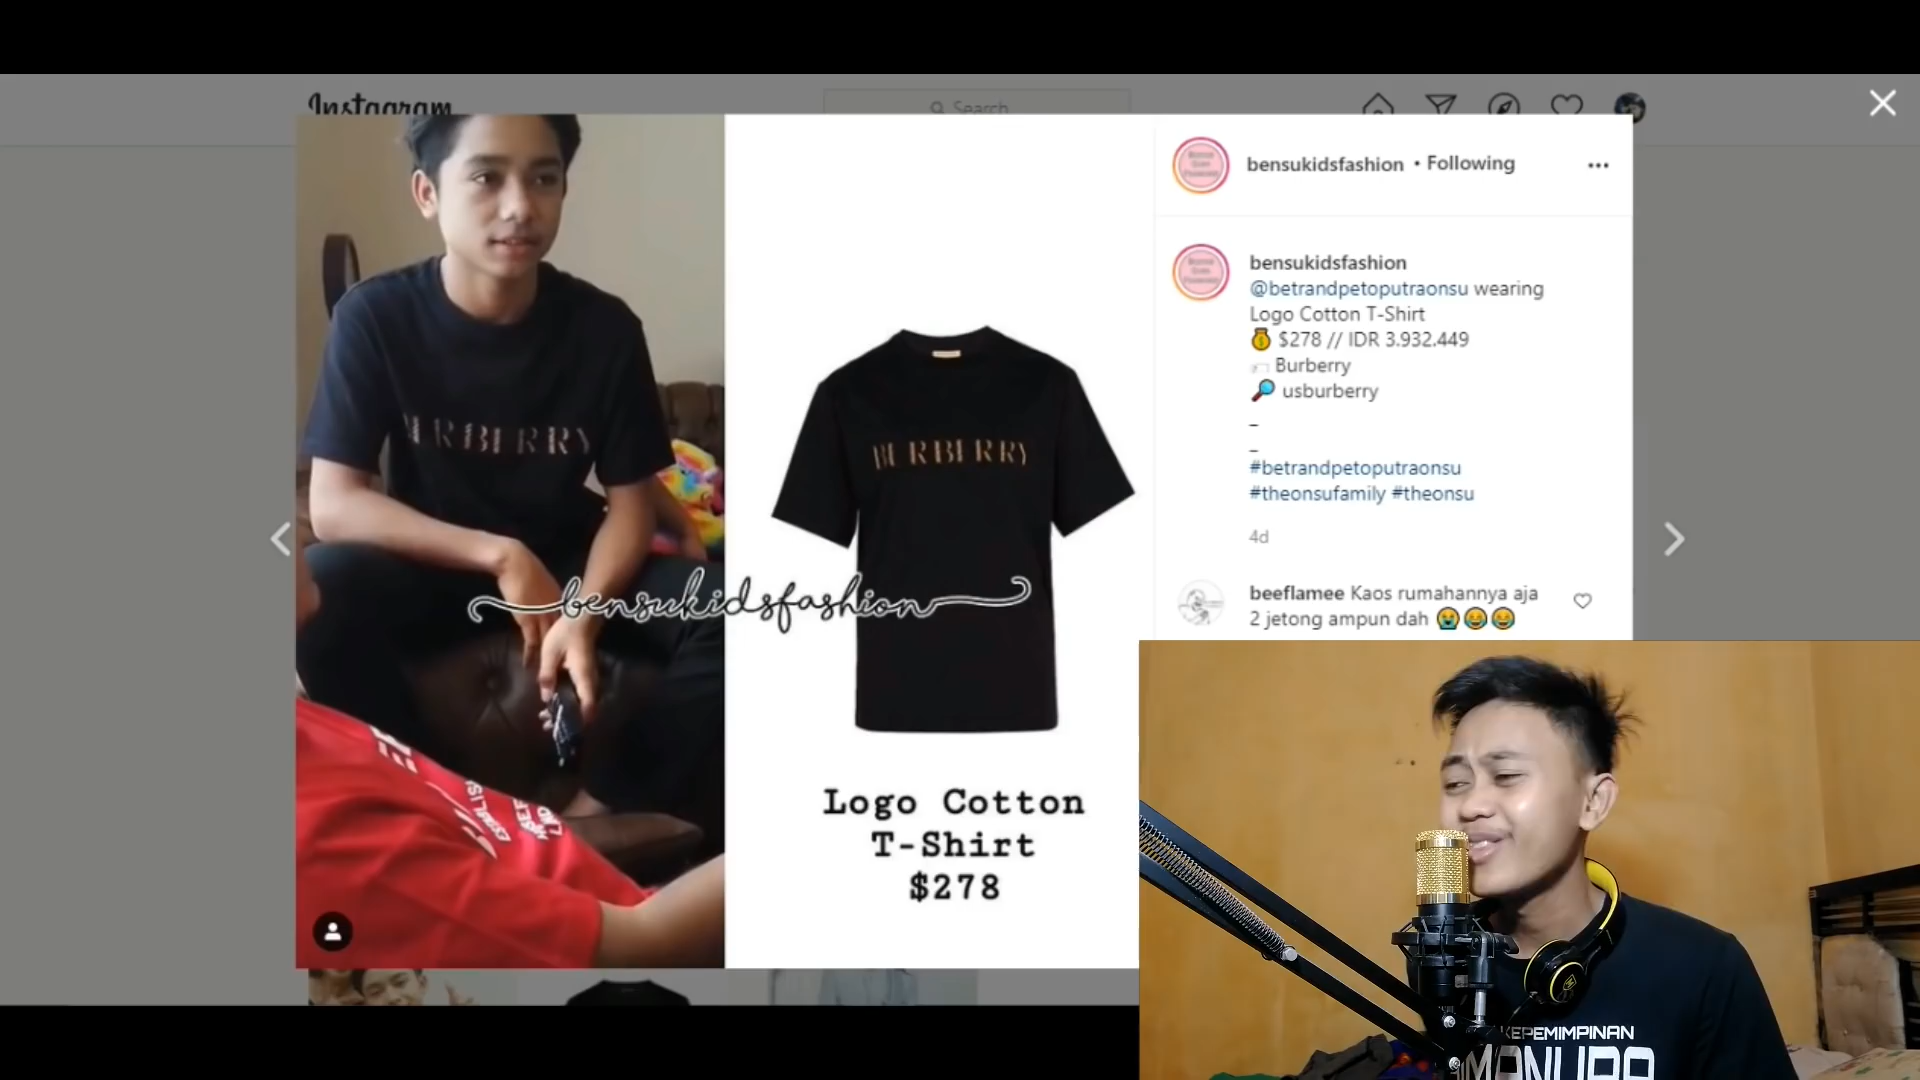 Instagram
Search
bensukidsfashion • Following
bensukidsfashion
@betrandpetoputraonsu wearing
Logo Cotton T-Shirt
$278 // IDR 3.932.449
Burberry
usburberry
_
_
#betrandpetoputraonsu
#theonsufamily #theonsu
4d
beeflamee Kaos rumahannya aja
2 jetong ampun dah
BURBERRY
BURBERRY
bensukidsfashion
Logo Cotton
T-Shirt
$278
KEPEMIMPINAN